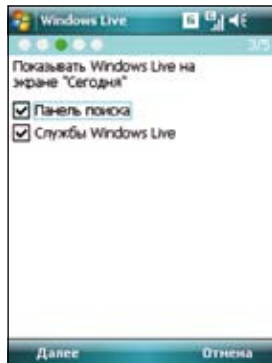 Windows Live
3/5
Показывать Windows Live на
экране "Сегодня"
Панель поиска
Службы Windows Live
Далее
Отмена